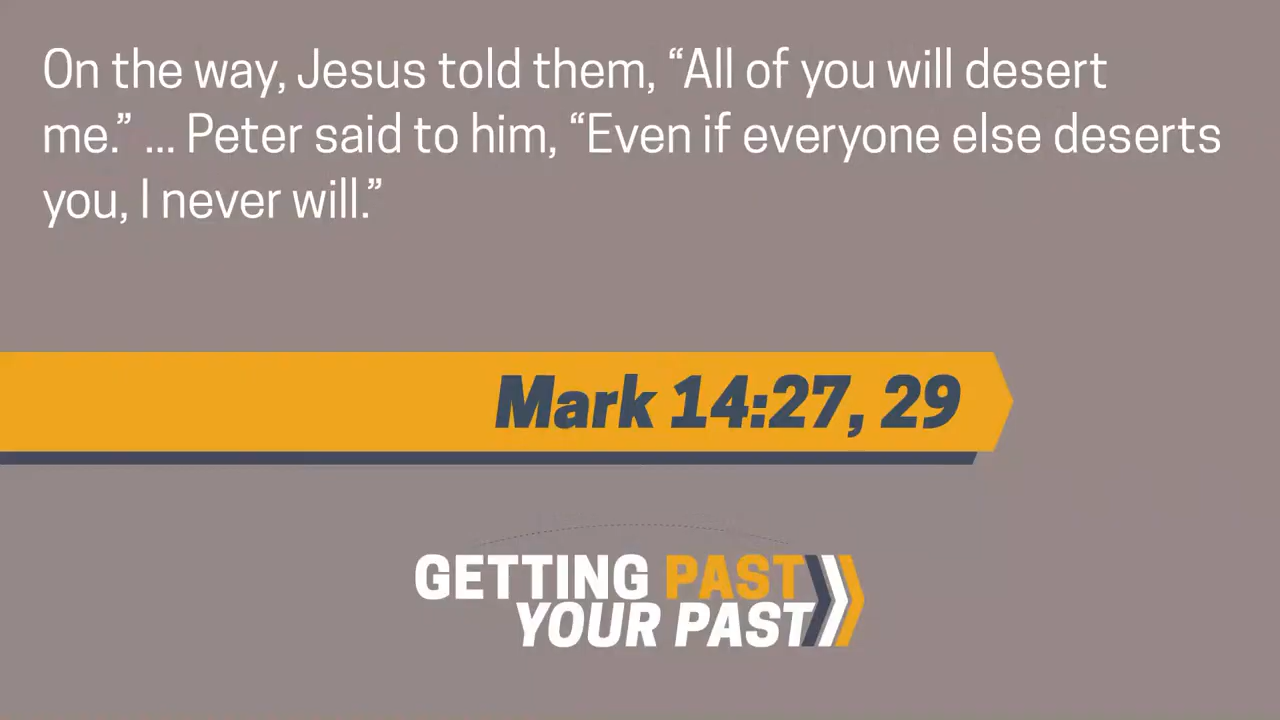 On the way, Jesus told them, “All of you will desert
me.” ... Peter said to him, “Even if everyone else deserts
you, I never will.”
Mark 14:27, 29
GETTING PAST
YOUR PAST